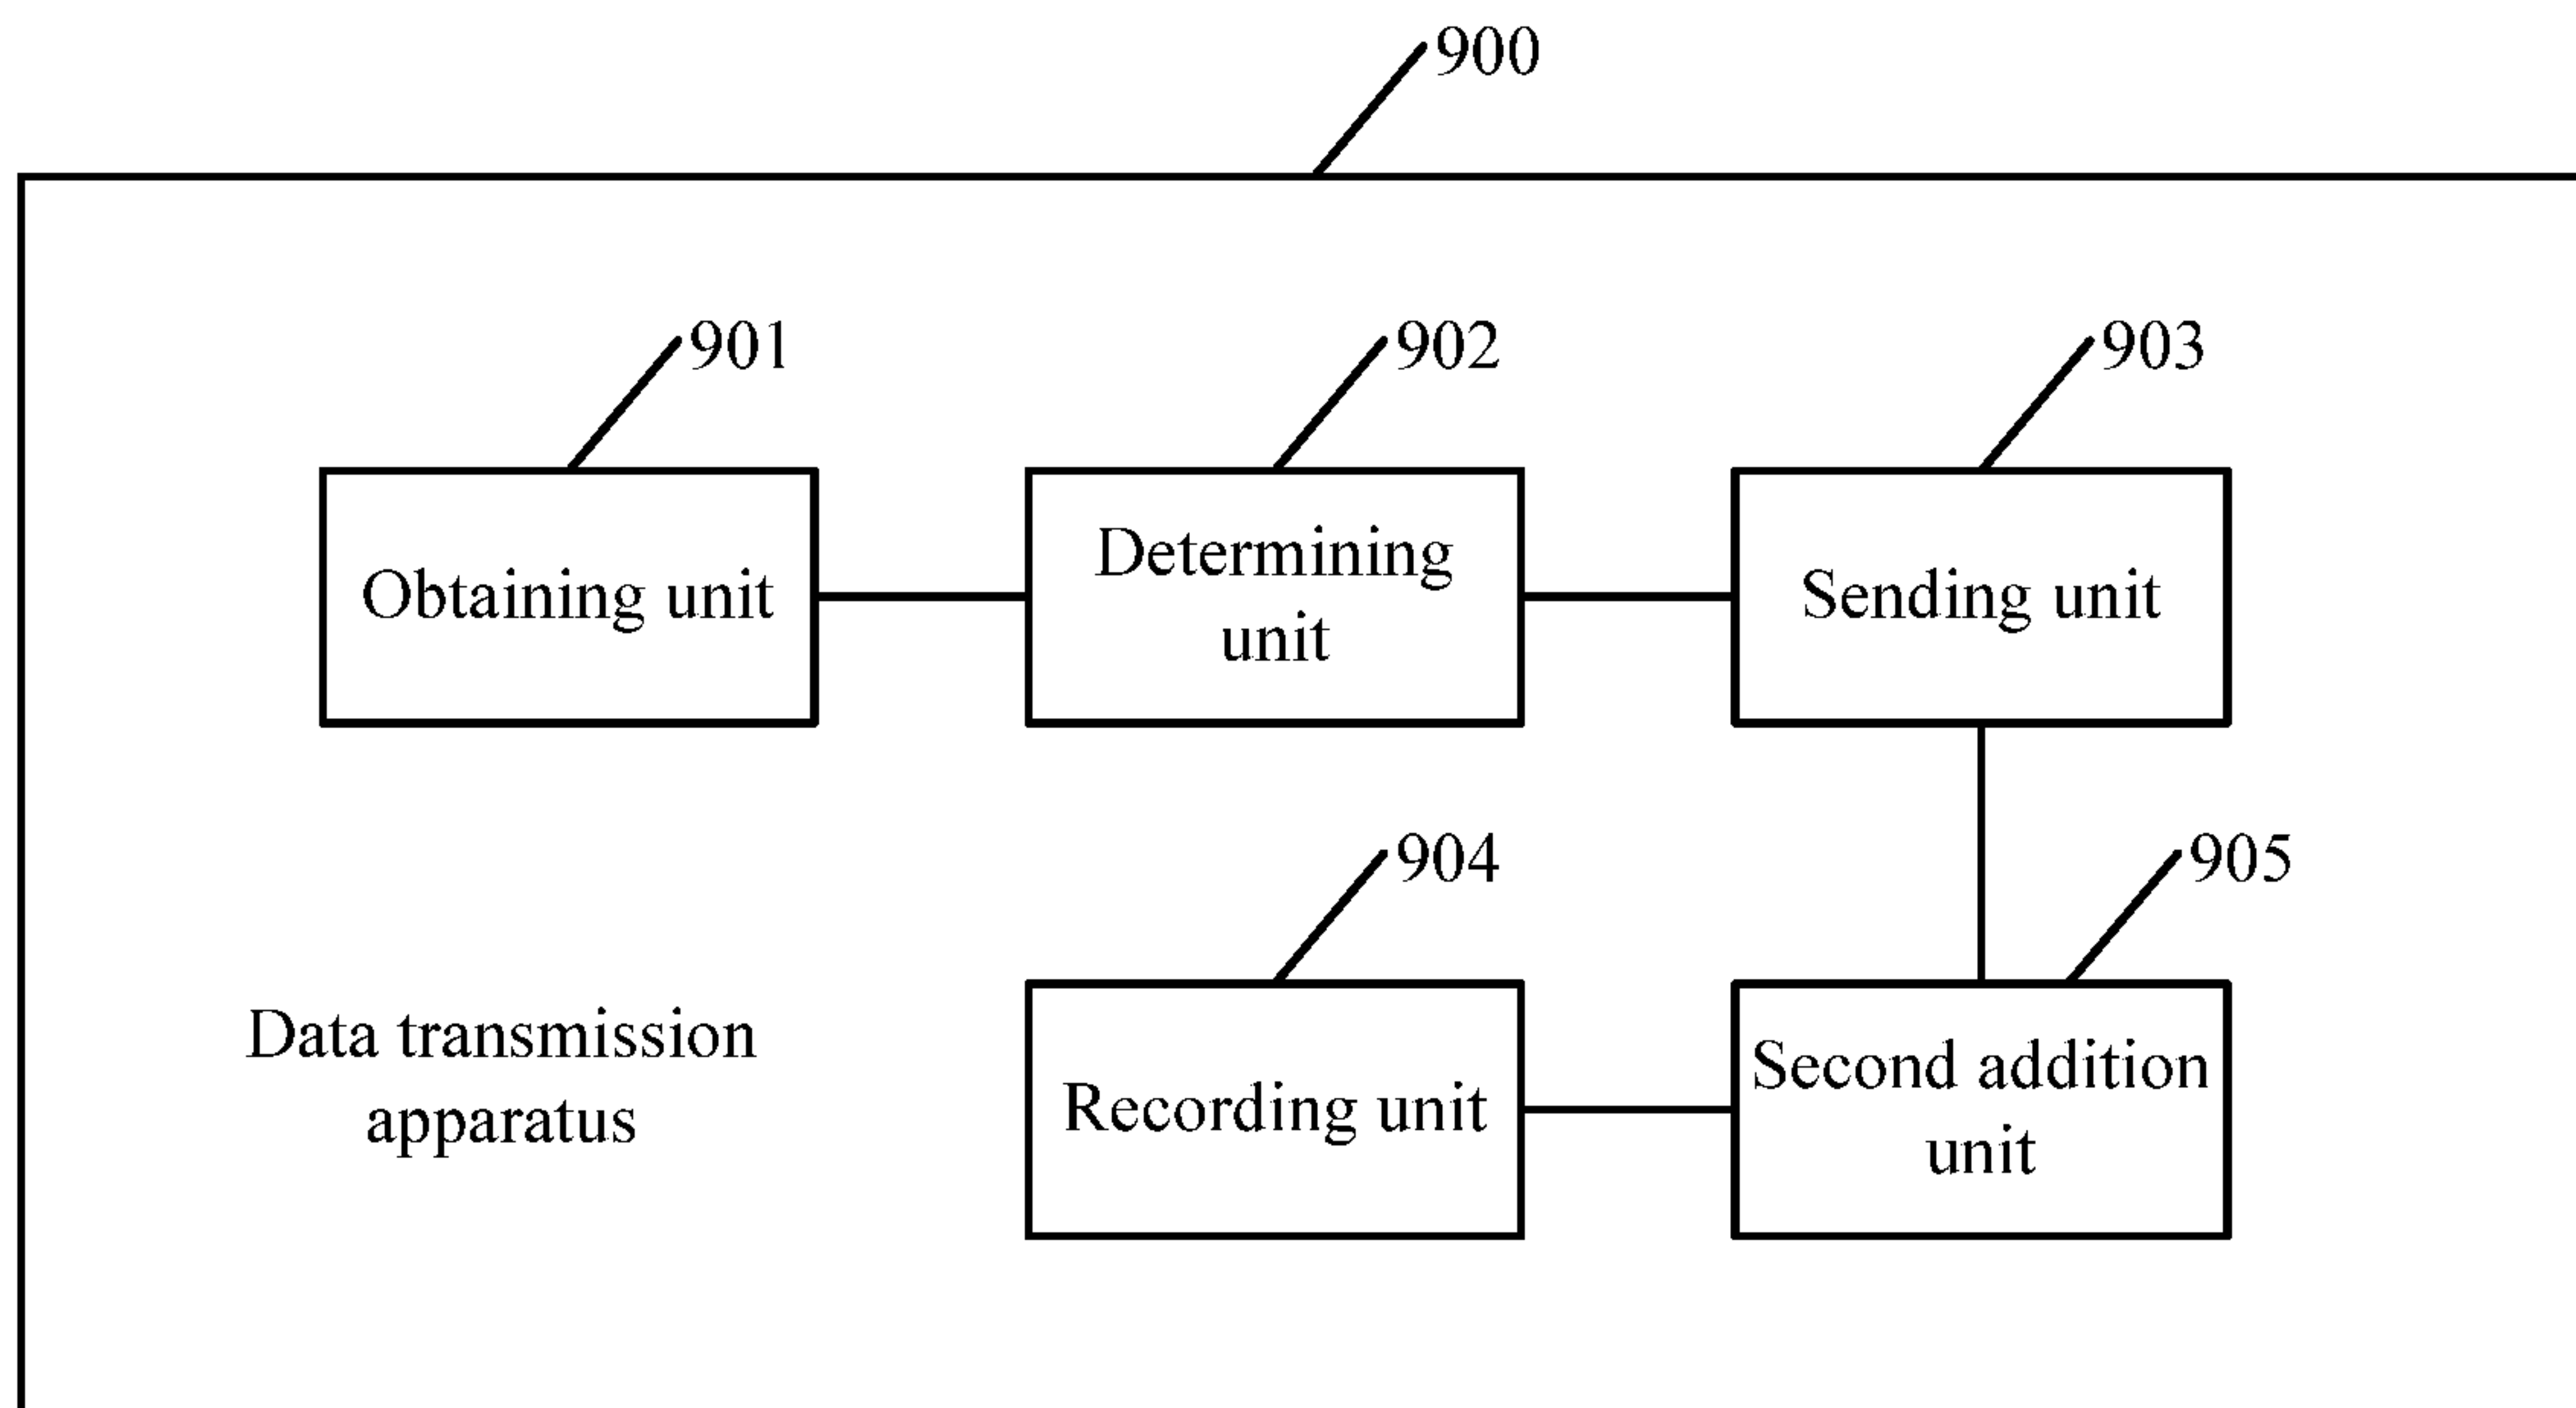 900
901
902
903
Obtaining unit
Determining
unit
Sending unit
904
905
Data transmission
apparatus
Recording unit
Second addition
unit